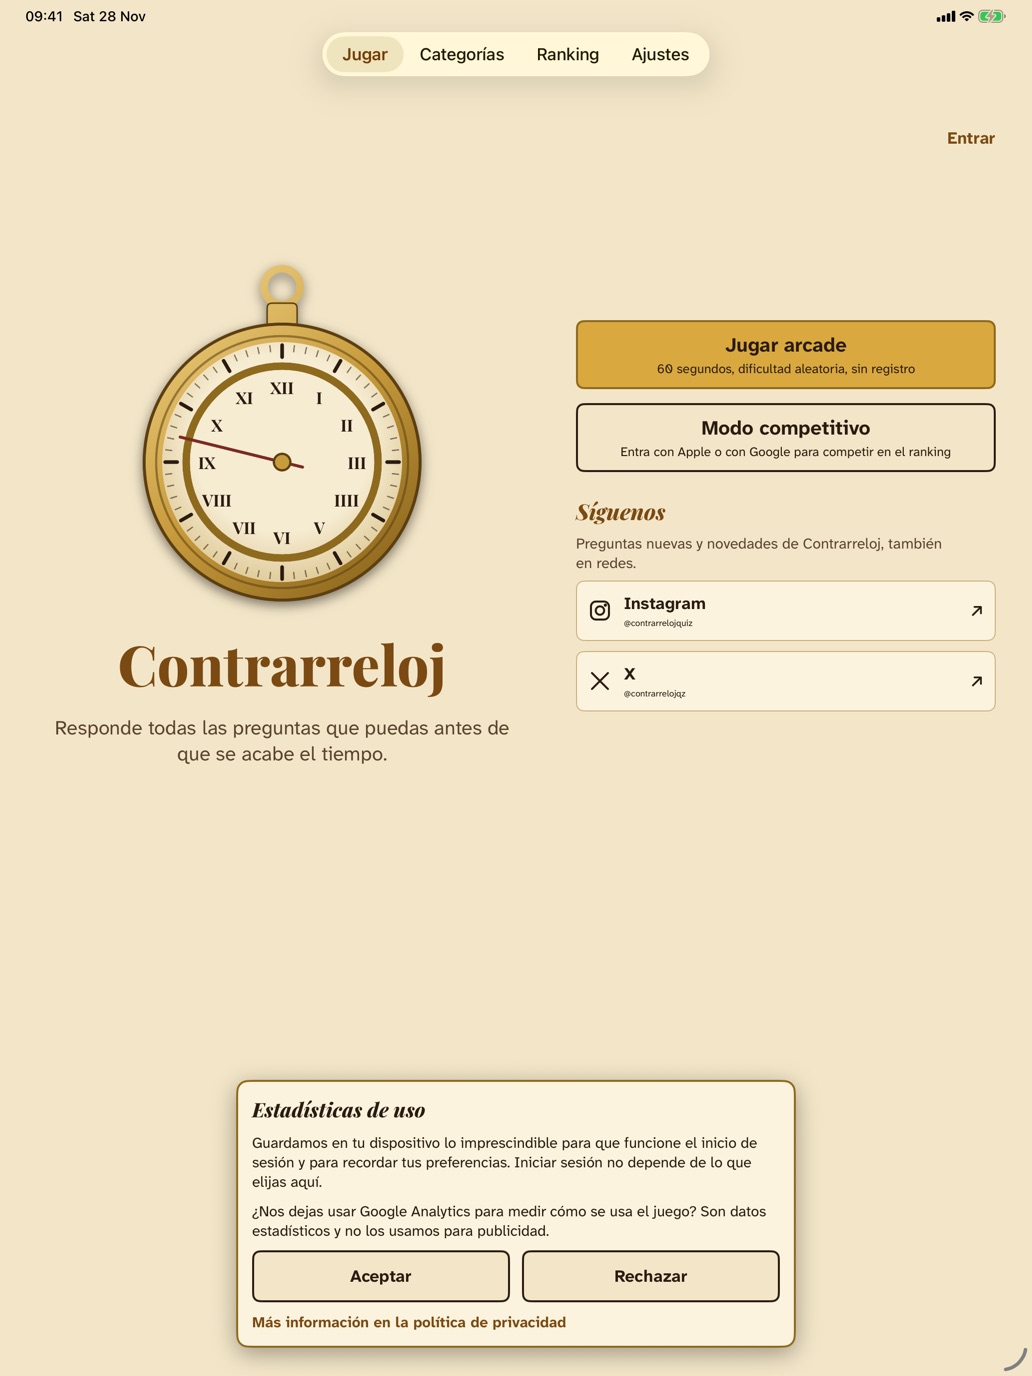 09:41 Sat 28 Nov
Jugar Categorías Ranking Ajustes
Entrar
XII
I
II
III
IIII
V
VI
VII
VIII
IX
X
XI
Contrarreloj
Responde todas las preguntas que puedas antes de
que se acabe el tiempo.
Jugar arcade
60 segundos, dificultad aleatoria, sin registro
Modo competitivo
Entra con Apple o con Google para competir en el ranking
Síguenos
Preguntas nuevas y novedades de Contrarreloj, también
en redes.
Instagram
@contrarrelojquiz
X
@contrarrelojqz
Estadísticas de uso
Guardamos en tu dispositivo lo imprescindible para que funcione el inicio de
sesión y para recordar tus preferencias. Iniciar sesión no depende de lo que
elijas aquí.
¿Nos dejas usar Google Analytics para medir cómo se usa el juego? Son datos
estadísticos y no los usamos para publicidad.
Aceptar
Rechazar
Más información en la política de privacidad